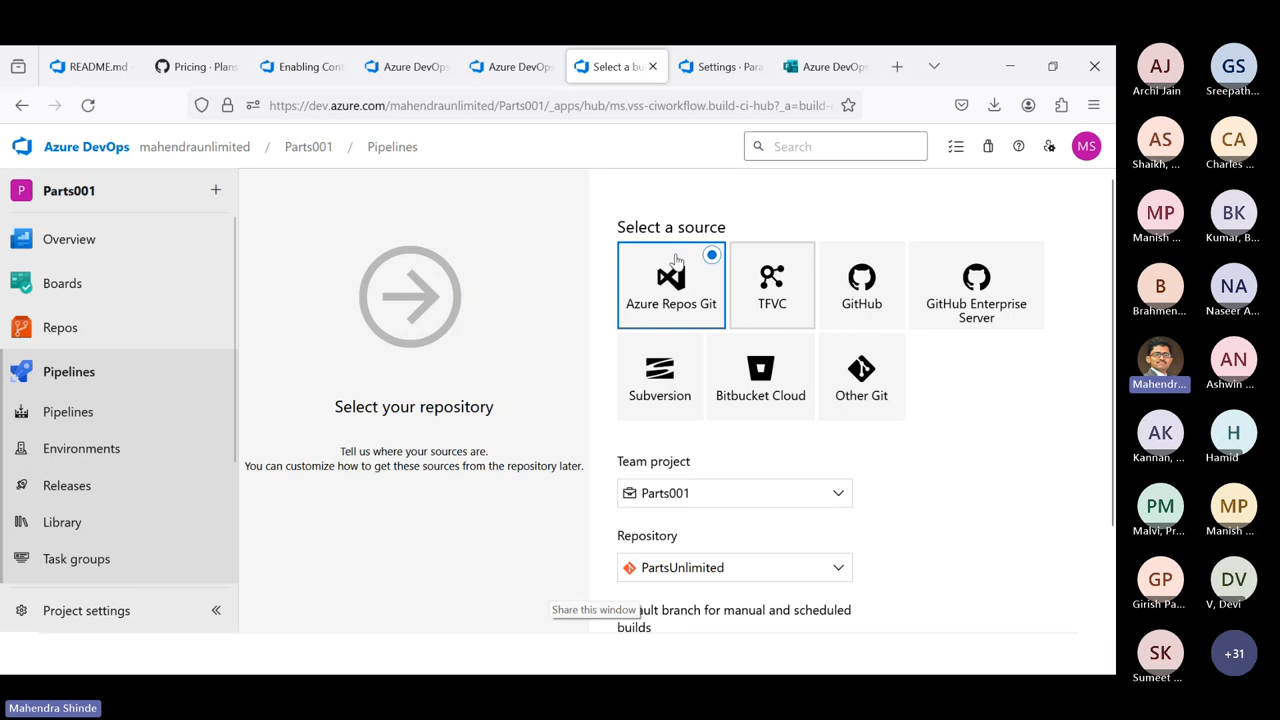 README.md
Pricing · Plans
Enabling Cont
Azure DevOps
Azure DevOps
Select a bu
Settings · Para
Azure DevOps
https://dev.azure.com/mahendraunlimited/Parts001/_apps/hub/ms.vss-ciworkflow.build-ci-hub?_a=build-
Azure DevOps mahendraunlimited / Parts001 / Pipelines
Search
MS
P Parts001
Overview
Boards
Repos
Pipelines
Pipelines
Environments
Releases
Library
Task groups
Project settings
Select your repository
Tell us where your sources are.
You can customize how to get these sources from the repository later.
Select a source
Azure Repos Git
TFVC
GitHub
GitHub Enterprise
Server
Subversion
Bitbucket Cloud
Other Git
Team project
Parts001
Repository
PartsUnlimited
Share this window
ault branch for manual and scheduled
builds
AJ
Archi Jain
GS
Sreepath...
AS
Shaikh, ...
CA
Charles ...
MP
Manish ...
BK
Kumar, B...
B
Brahmen...
NA
Naseer A...
Mahendr...
AN
Ashwin ...
AK
Kannan, ...
H
Hamid
PM
Malvi, Pr...
MP
Manish ...
GP
Girish Pa...
DV
V, Devi
SK
Sumeet ...
+31
Mahendra Shinde